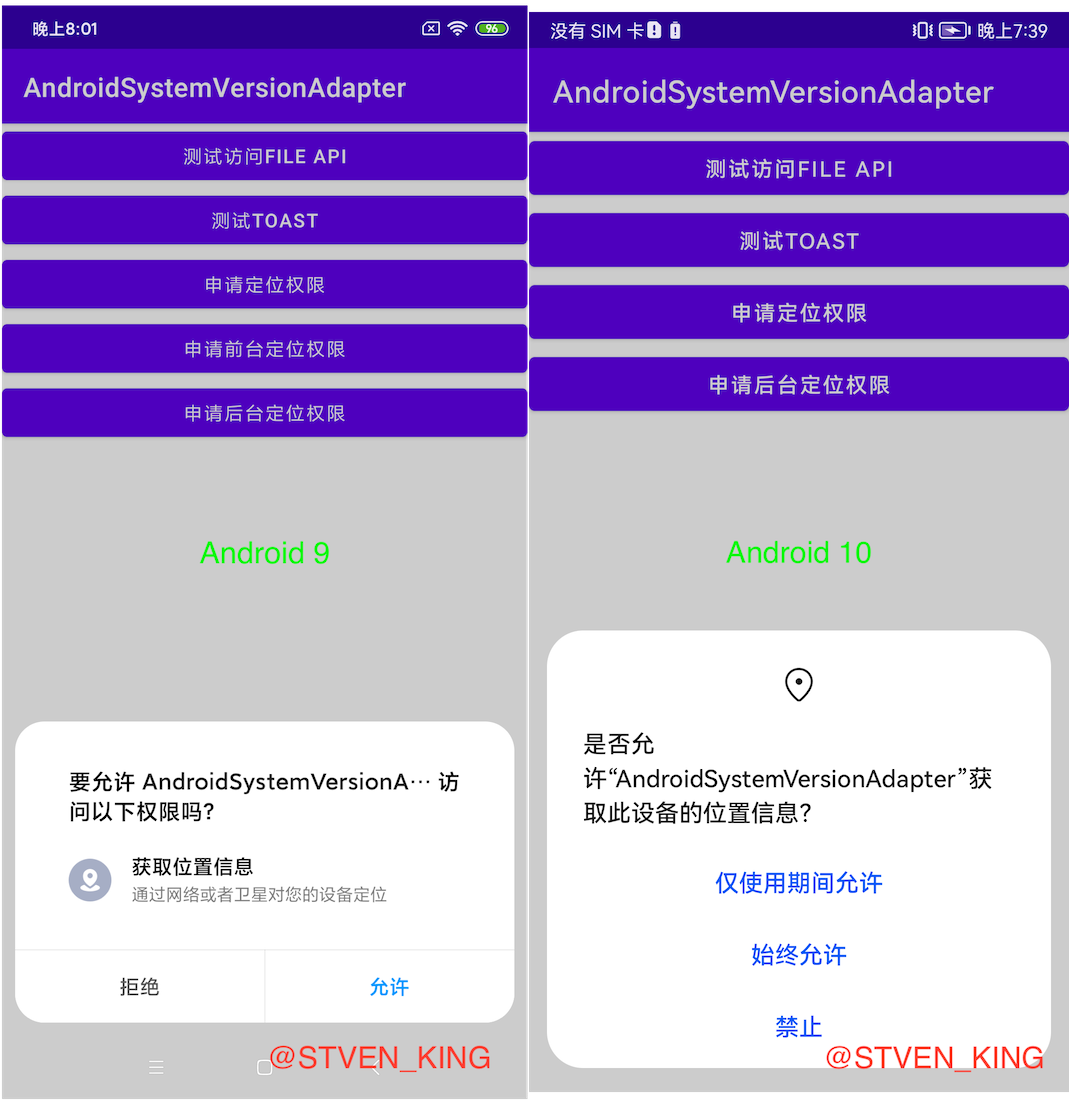 晚上8:01
96
AndroidSystemVersionAdapter
测试访问FILE API
测试TOAST
申请定位权限
申请前台定位权限
申请后台定位权限
Android 9
要允许 AndroidSystemVersionA… 访
问以下权限吗？
获取位置信息
通过网络或者卫星对您的设备定位
拒绝
允许
@STVEN_KING
没有 SIM 卡
晚上7:39
AndroidSystemVersionAdapter
测试访问FILE API
测试TOAST
申请定位权限
申请后台定位权限
Android 10
是否允
许“AndroidSystemVersionAdapter”获
取此设备的位置信息？
仅使用期间允许
始终允许
禁止
@STVEN_KING